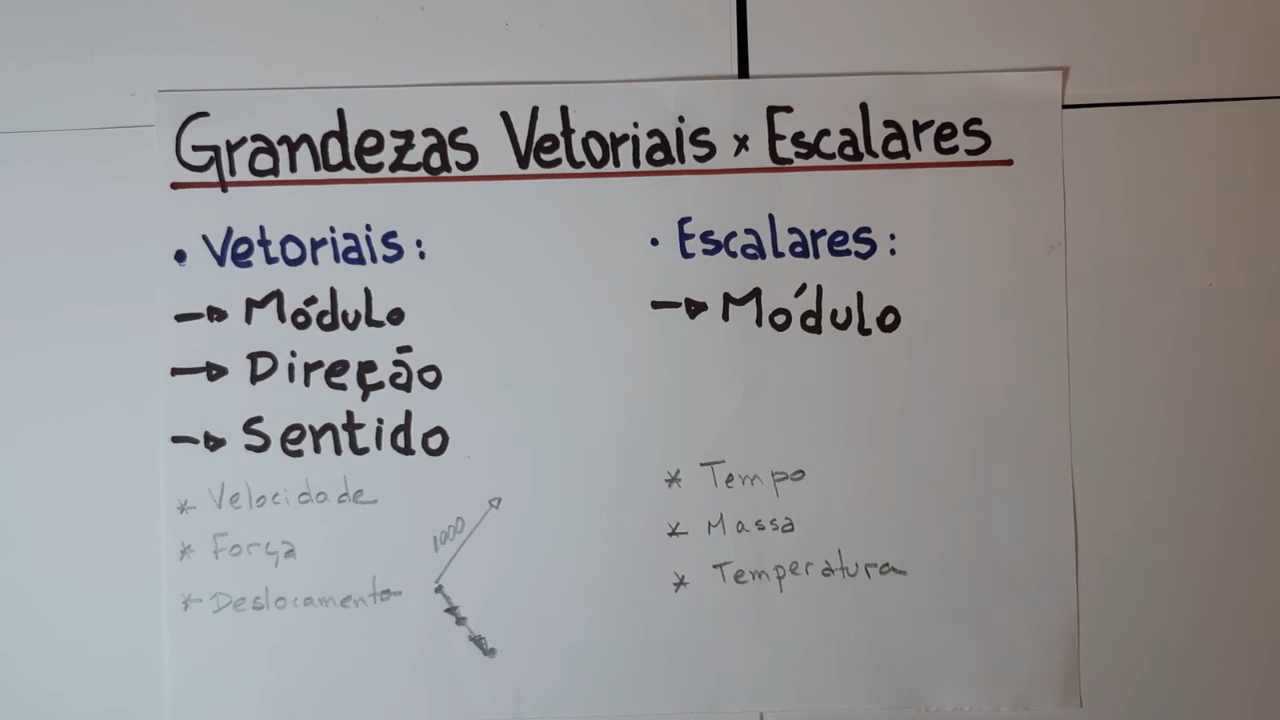 Grandezas Vetoriais x Escalares
• Vetoriais:
→ Módulo
→ Direção
→ Sentido
* Velocidade
* Força
* Deslocamento
1000
• Escalares:
→ Módulo
* Tempo
* Massa
* Temperatura